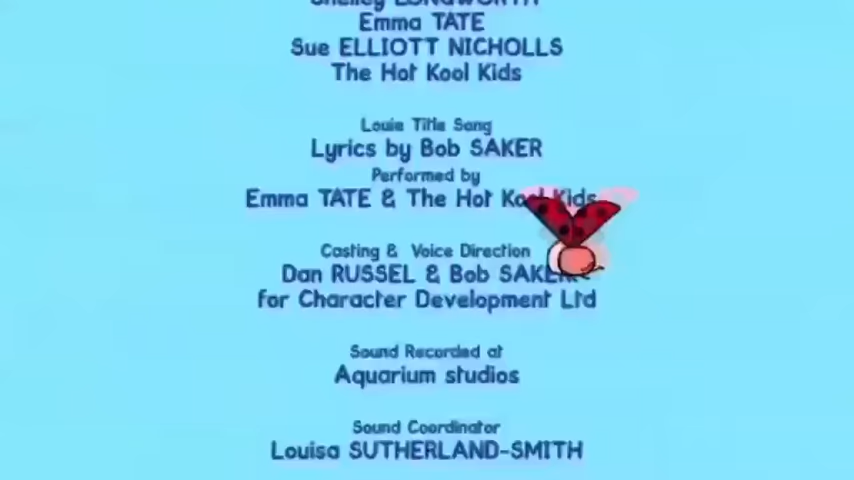 Shelley LONGWORTH
Emma TATE
Sue ELLIOTT NICHOLLS
The Hot Kool Kids
Louie Title Song
Lyrics by Bob SAKER
Performed by
Emma TATE & The Hot Kool Kids
Casting & Voice Direction
Dan RUSSEL & Bob SAKER
for Character Development Ltd
Sound Recorded at
Aquarium studios
Sound Coordinator
Louisa SUTHERLAND-SMITH